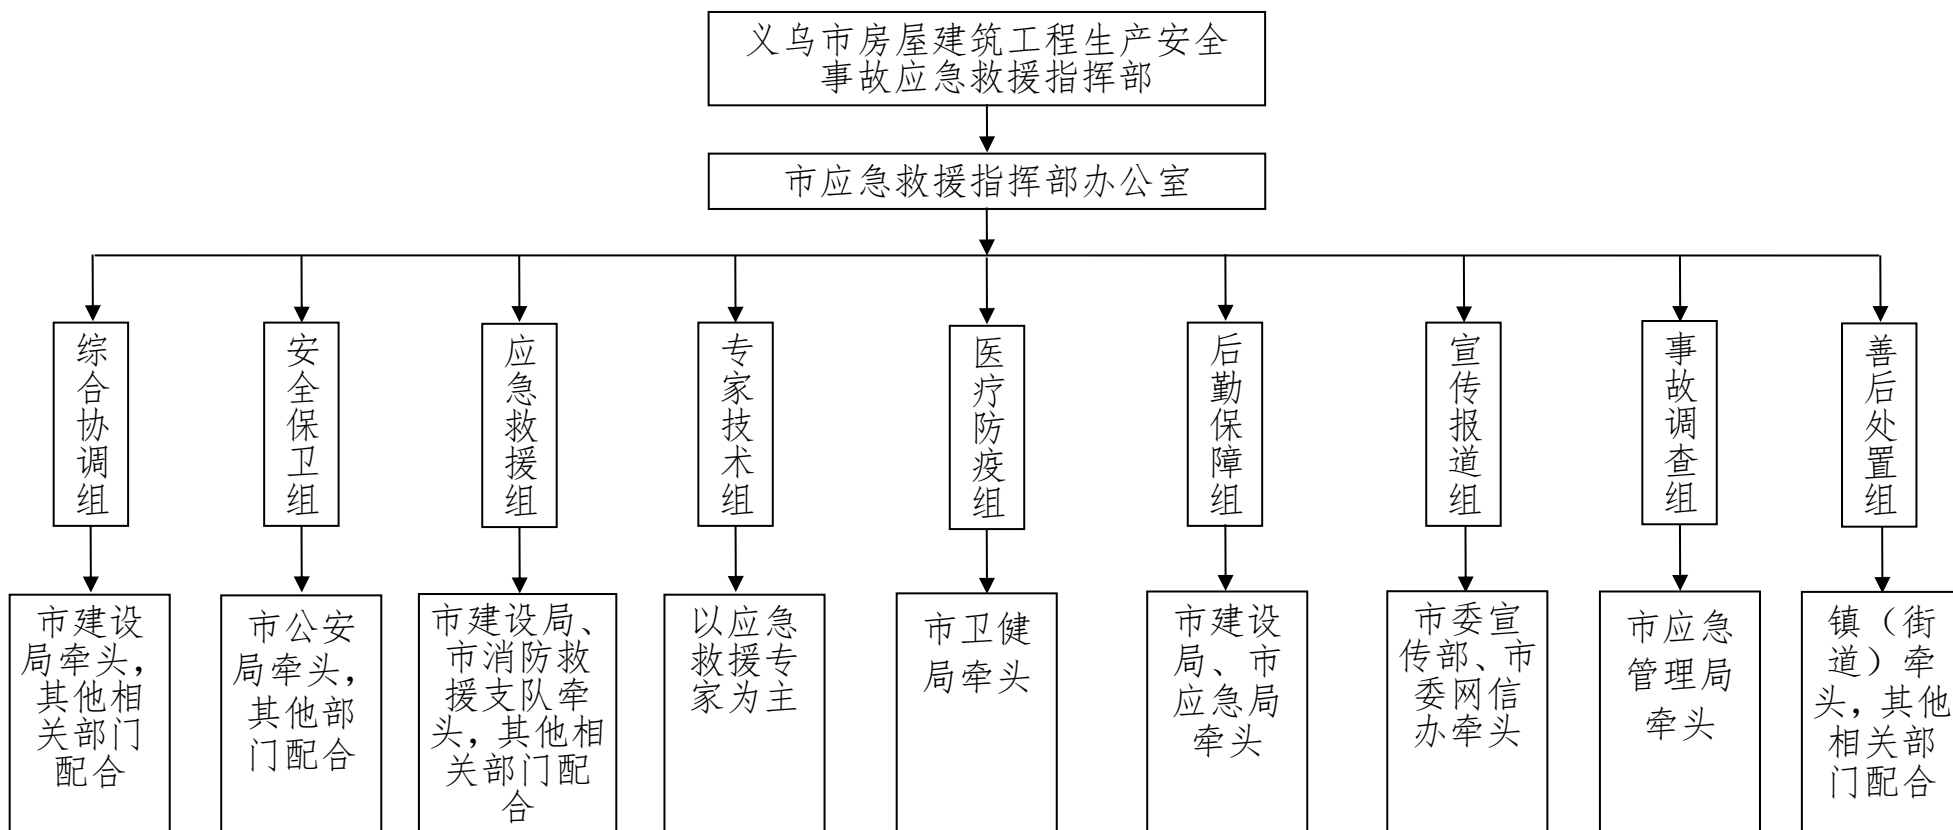 义乌市房屋建筑工程生产安全
事故应急救援指挥部
市应急救援指挥部办公室
综合协调组
安全保卫组
应急救援组
专家技术组
医疗防疫组
后勤保障组
宣传报道组
事故调查组
善后处置组
市建设
局牵头，
其他相
关部门
配合
市公安
局牵头，
其他部
门配合
市建设局、
市消防救
援支队牵
头，其他相
关部门配
合
以应急
救援专
家为主
市卫健
局牵头
市建设
局、市
应急局
牵头
市委宣
传部、市
委网信
办牵头
市应急
管理局
牵头
镇（街
道）牵
头，其他
相关部
门配合